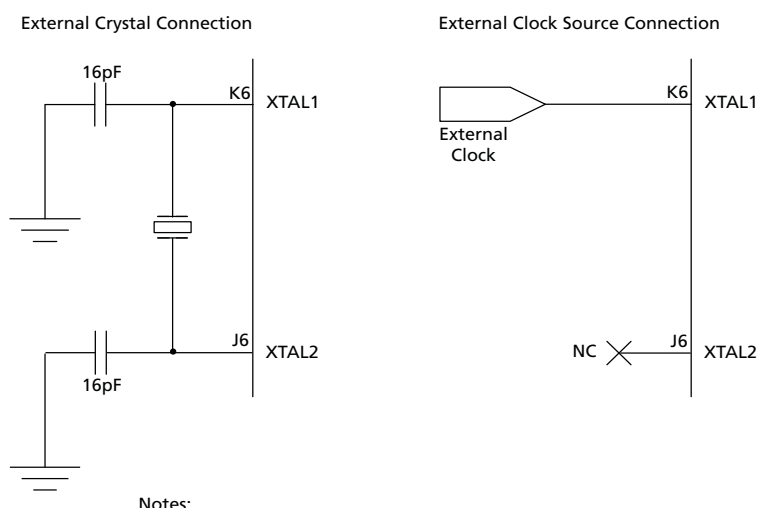 External Crystal Connection
16pF
K6
XTAL1
J6
XTAL2
16pF
Notes:
External Clock Source Connection
K6
XTAL1
External
Clock
J6
NC
XTAL2